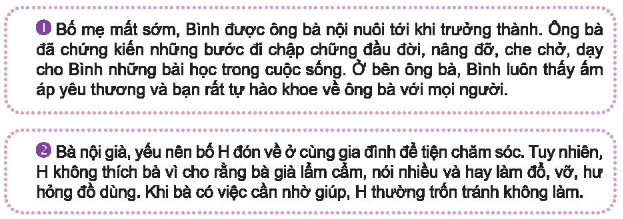 1 Bố mẹ mất sớm, Bình được ông bà nội nuôi tới khi trưởng thành. Ông bà
đã chứng kiến những bước đi chập chững đầu đời, nâng đỡ, che chở, dạy
cho Bình những bài học trong cuộc sống. Ở bên ông bà, Bình luôn thấy ấm
áp yêu thương và bạn rất tự hào khoe về ông bà với mọi người.
2 Bà nội già, yếu nên bố H đón về ở cùng gia đình để tiện chăm sóc. Tuy nhiên,
H không thích bà vì cho rằng bà già lẩm cẩm, nói nhiều và hay làm đổ, vỡ, hư
hỏng đồ dùng. Khi bà có việc cần nhờ giúp, H thường trốn tránh không làm.